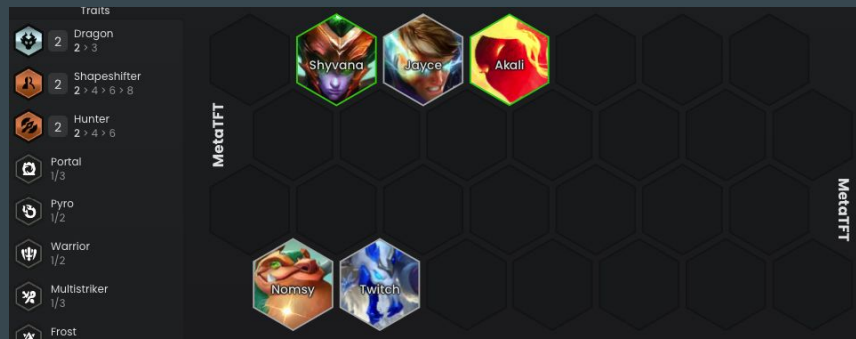 Traits
2 Dragon
2 > 3
2 Shapeshifter
2 > 4 > 6 > 8
2 Hunter
2 > 4 > 6
Portal
1/3
Pyro
1/2
Warrior
1/2
Multistriker
1/3
Frost
Shyvana Jayce Akali
MetaTFT
MetaTFT
Nomsy Twitch